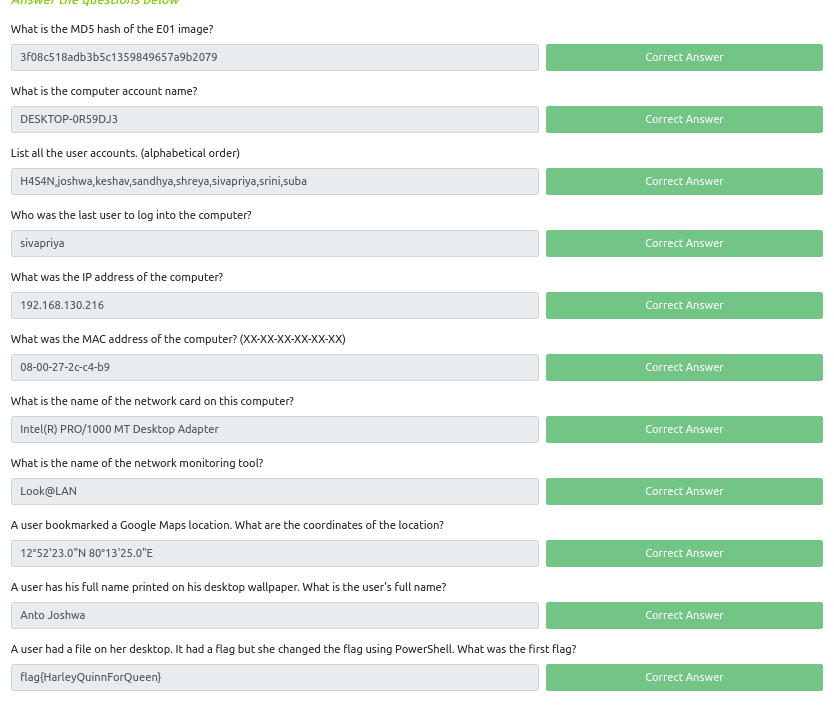 Answer the questions below
What is the MD5 hash of the E01 image?
3f08c518adb3b5c1359849657a9b2079 Correct Answer
What is the computer account name?
DESKTOP-0R59DJ3 Correct Answer
List all the user accounts. (alphabetical order)
H4S4N,joshwa,keshav,sandhya,shreya,sivapriya,srini,suba Correct Answer
Who was the last user to log into the computer?
sivapriya Correct Answer
What was the IP address of the computer?
192.168.130.216 Correct Answer
What was the MAC address of the computer? (XX-XX-XX-XX-XX-XX)
08-00-27-2c-c4-b9 Correct Answer
What is the name of the network card on this computer?
Intel(R) PRO/1000 MT Desktop Adapter Correct Answer
What is the name of the network monitoring tool?
Look@LAN Correct Answer
A user bookmarked a Google Maps location. What are the coordinates of the location?
12°52'23.0"N 80°13'25.0"E Correct Answer
A user has his full name printed on his desktop wallpaper. What is the user's full name?
Anto Joshwa Correct Answer
A user had a file on her desktop. It had a flag but she changed the flag using PowerShell. What was the first flag?
flag{HarleyQuinnForQueen} Correct Answer